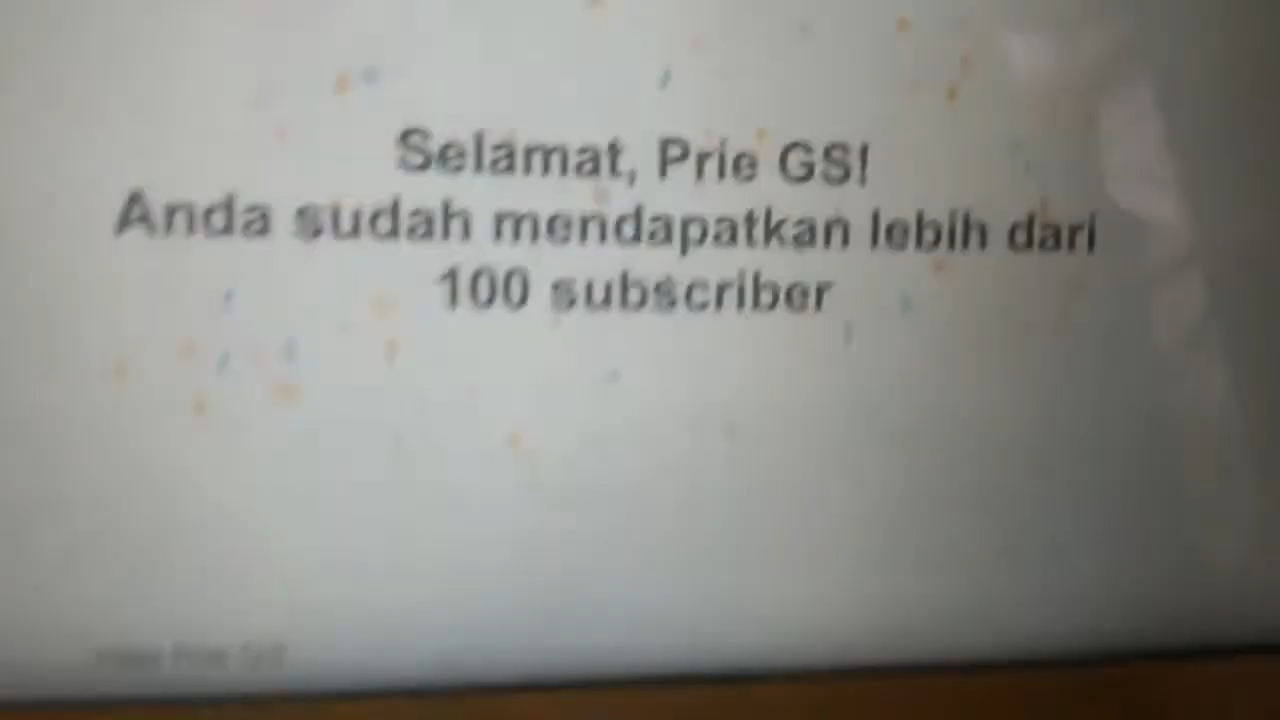 Selamat, Prie GS!
Anda sudah mendapatkan lebih dari
100 subscriber